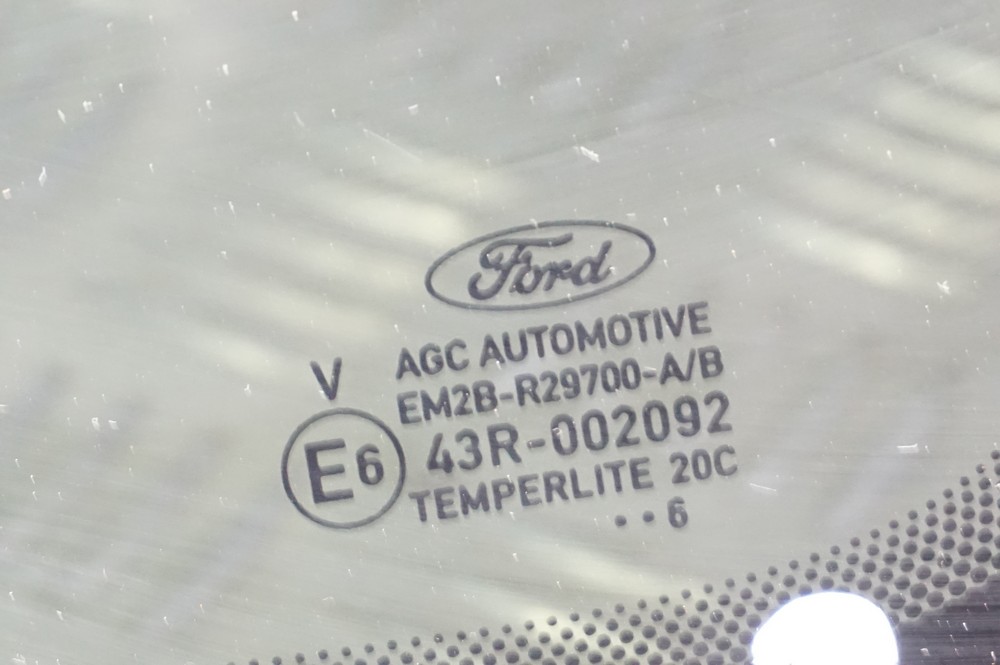 Ford
AGC AUTOMOTIVE
V
EM2B-R29700-A/B
E6
43R-002092
TEMPERLITE 20C
• • 6